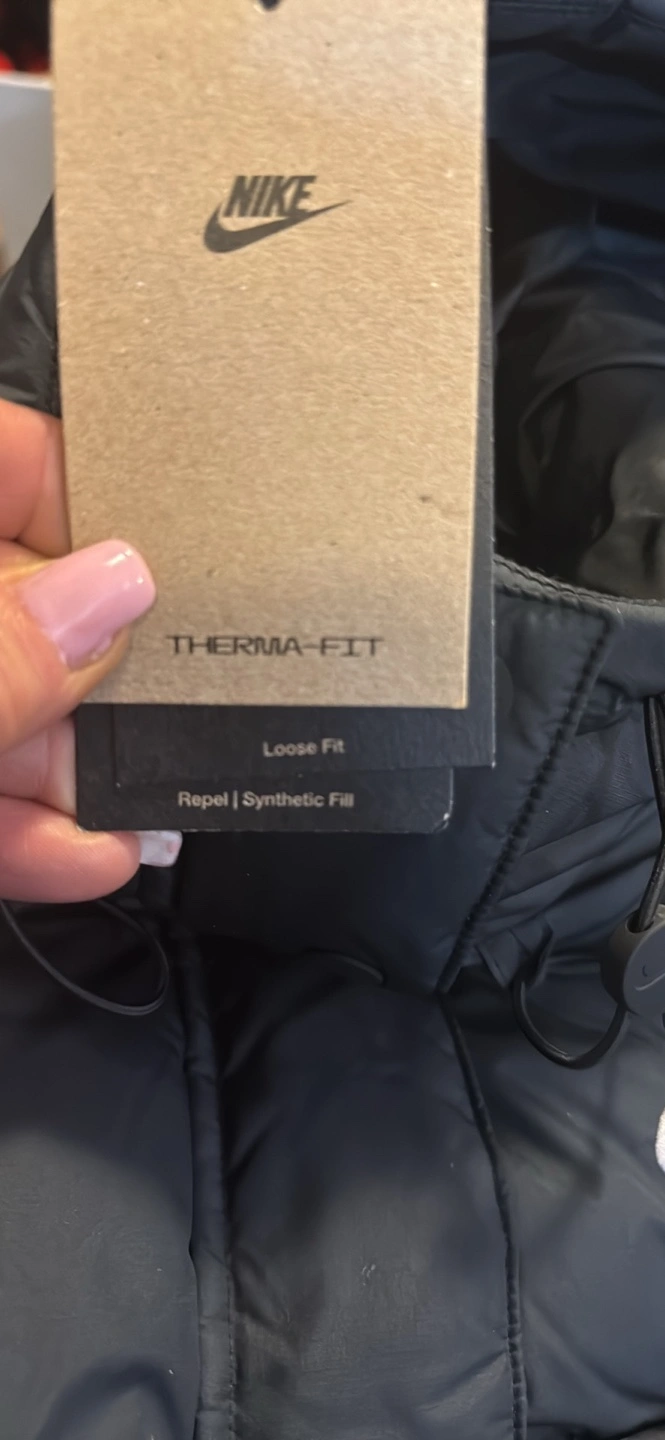 NIKE
THERMA-FIT
Loose Fit
Repel | Synthetic Fill